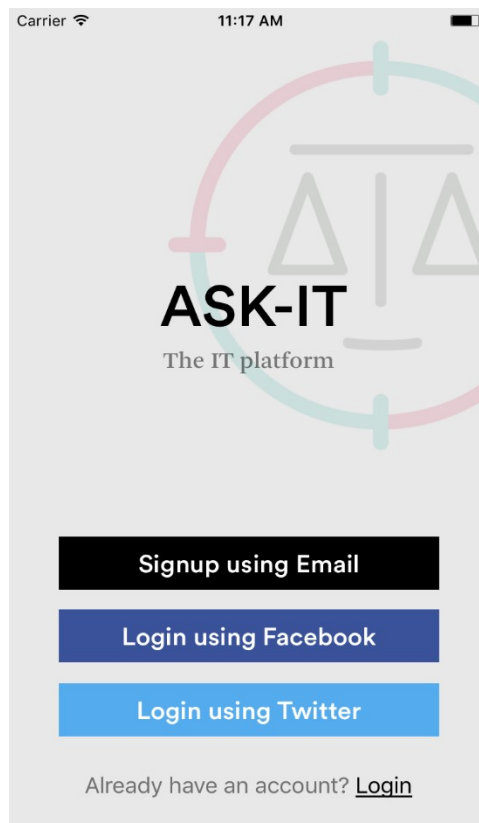 Carrier 11:17 AM
ASK-IT
The IT platform
Signup using Email
Login using Facebook
Login using Twitter
Already have an account? Login